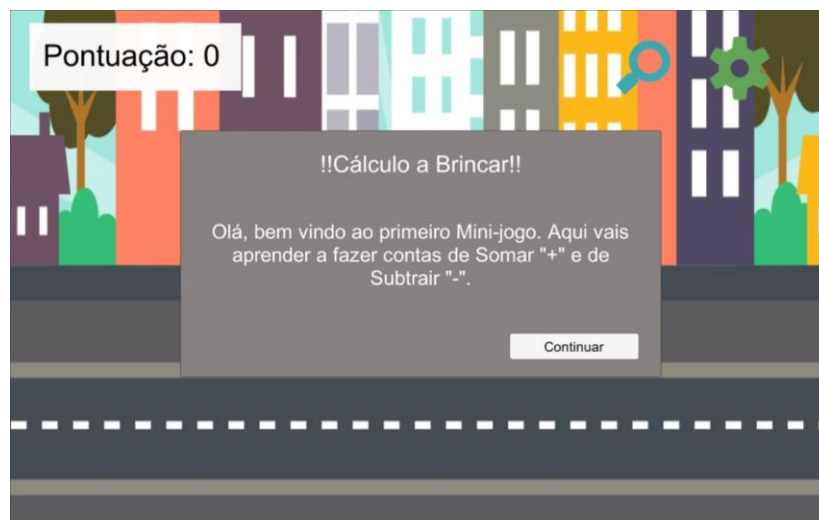 Pontuação: 0
!!Cálculo a Brincar!!
Olá, bem vindo ao primeiro Mini-jogo. Aqui vais
aprender a fazer contas de Somar "+" e de
Subtrair "-".
Continuar